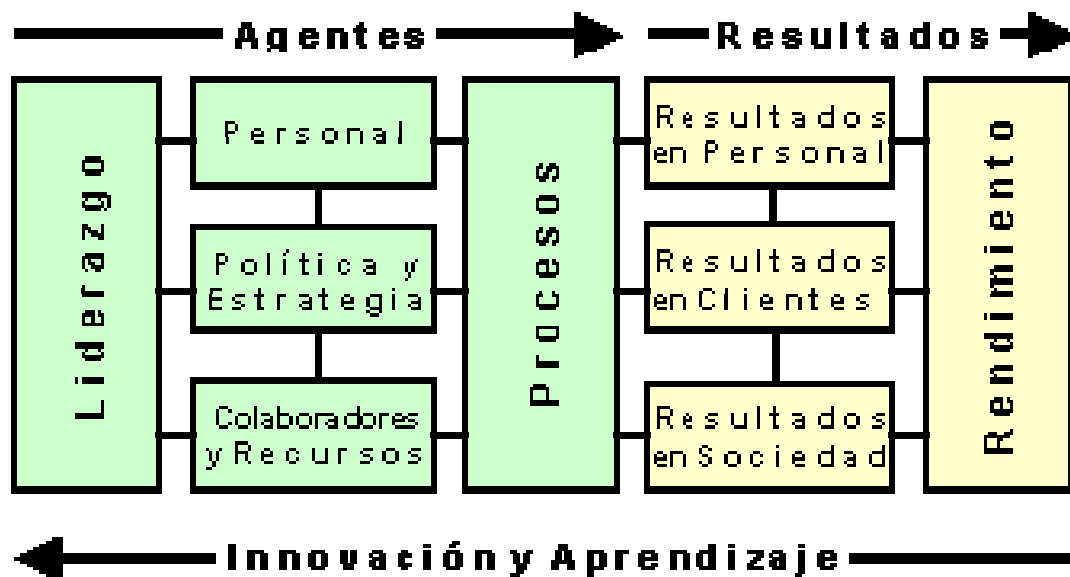 Agentes
Resultados
Liderazgo
Personal
Política y
Estrategia
Colaboradores
y Recursos
Procesos
Resultados
en Personal
Resultados
en Clientes
Resultados
en Sociedad
Rendimiento
Innovación y Aprendizaje